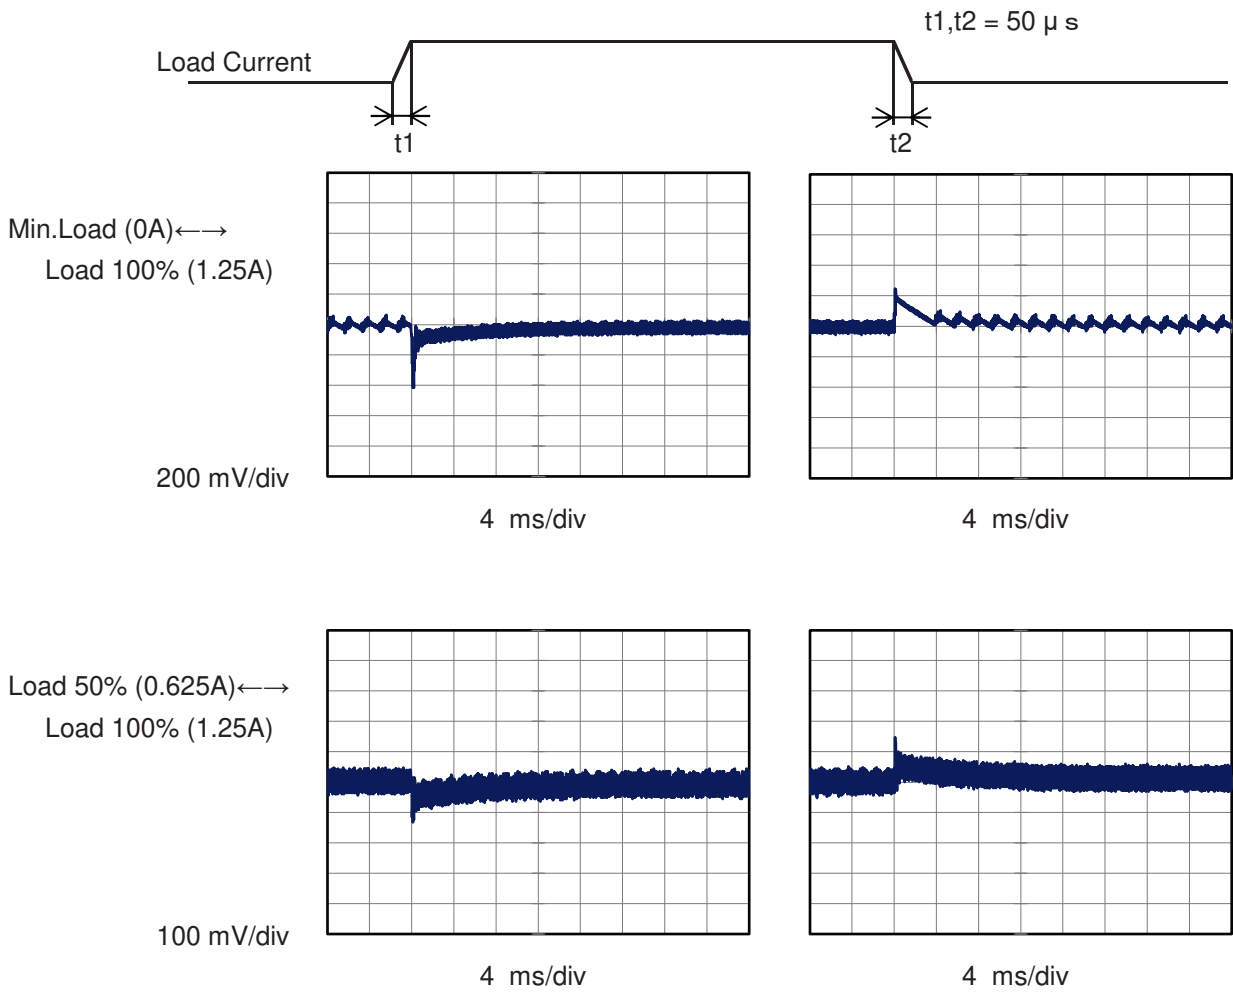 t1,t2 = 50 μ s
Load Current
t1
t2
Min.Load (0A)←→
Load 100% (1.25A)
200 mV/div
4 ms/div
4 ms/div
Load 50% (0.625A)←→
Load 100% (1.25A)
100 mV/div
4 ms/div
4 ms/div